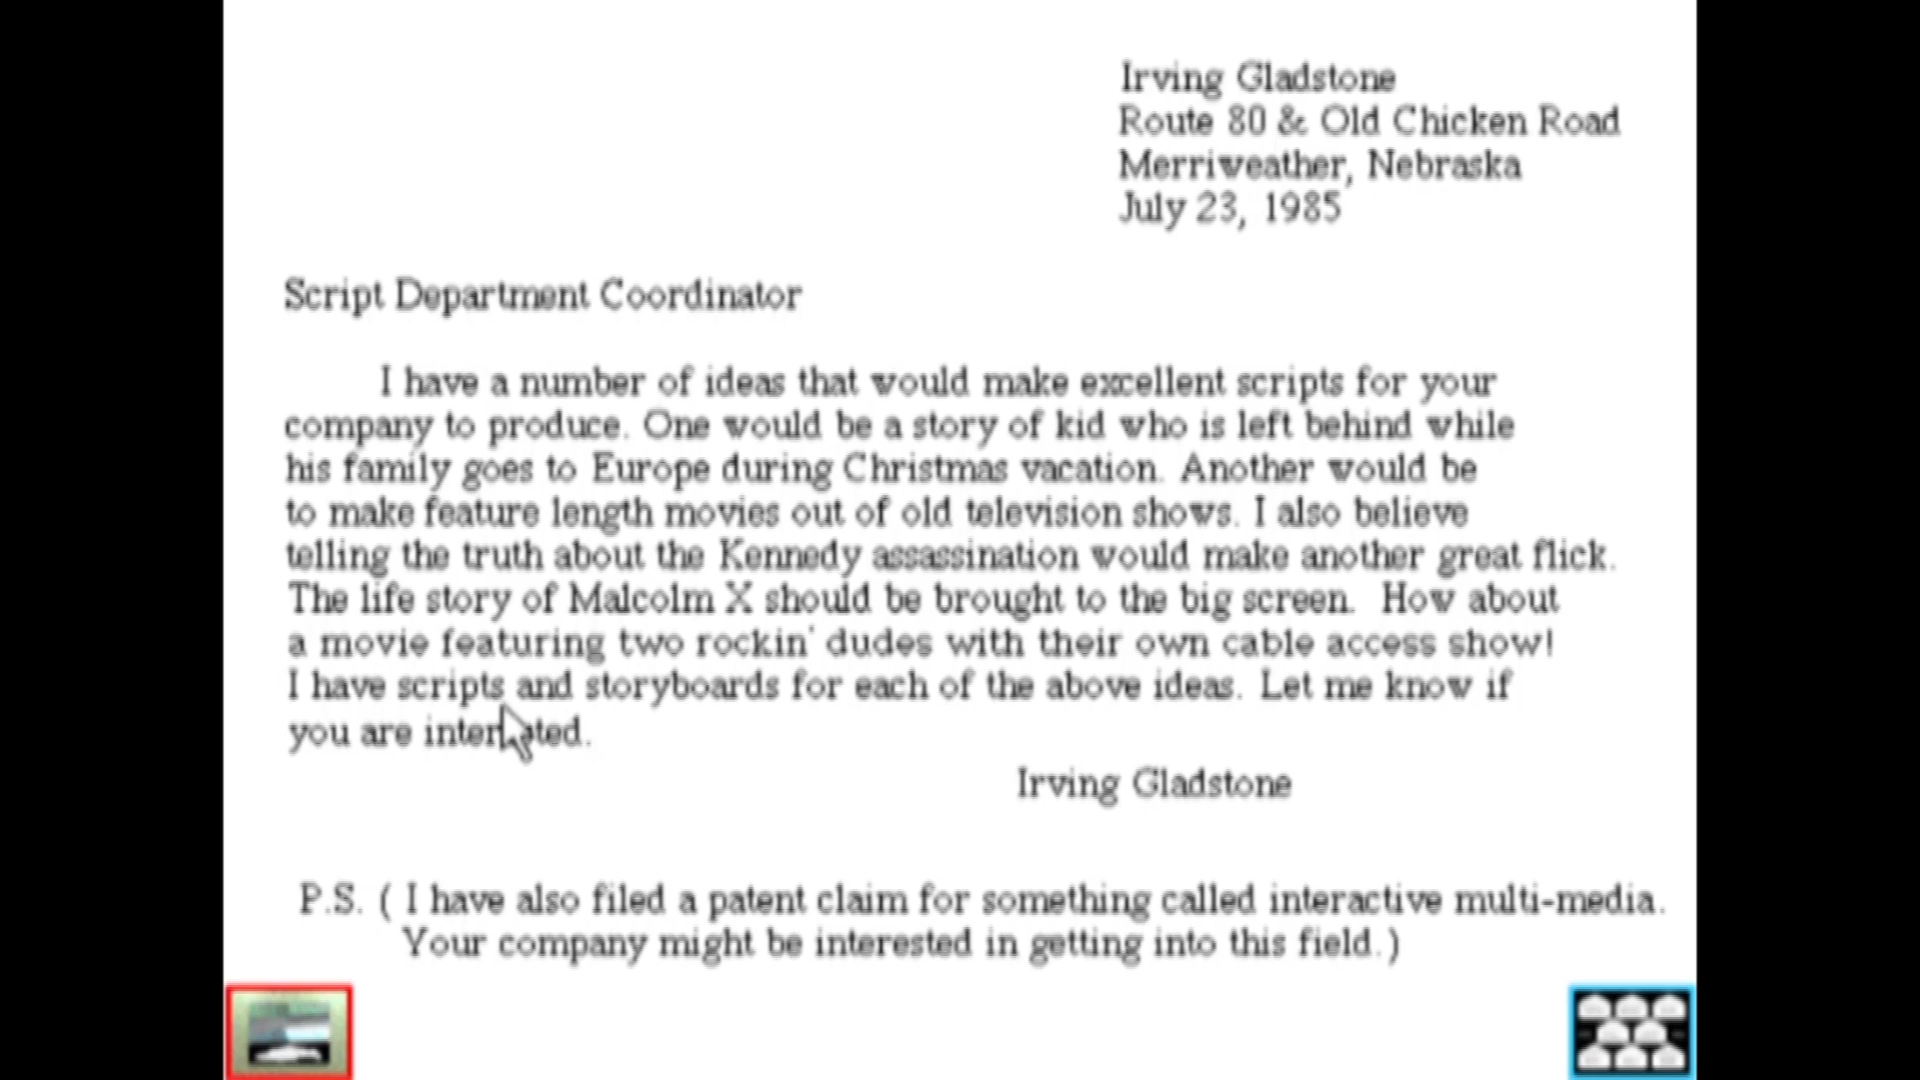 Irving Gladstone
Route 80 & Old Chicken Road
Merriweather, Nebraska
July 23, 1985
Script Department Coordinator
I have a number of ideas that would make excellent scripts for your
company to produce. One would be a story of kid who is left behind while
his family goes to Europe during Christmas vacation. Another would be
to make feature length movies out of old television shows. I also believe
telling the truth about the Kennedy assassination would make another great flick.
The life story of Malcolm X should be brought to the big screen. How about
a movie featuring two rockin' dudes with their own cable access show!
I have scripts and storyboards for each of the above ideas. Let me know if
you are interested.
Irving Gladstone
P.S. ( I have also filed a patent claim for something called interactive multi-media.
Your company might be interested in getting into this field.)